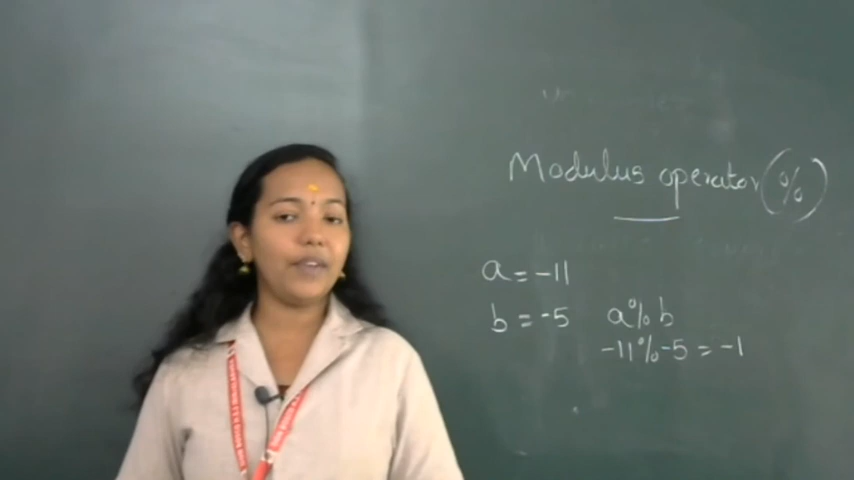 Modulus operator (%)
a = -11
b = -5 a % b
-11 % -5 = -1